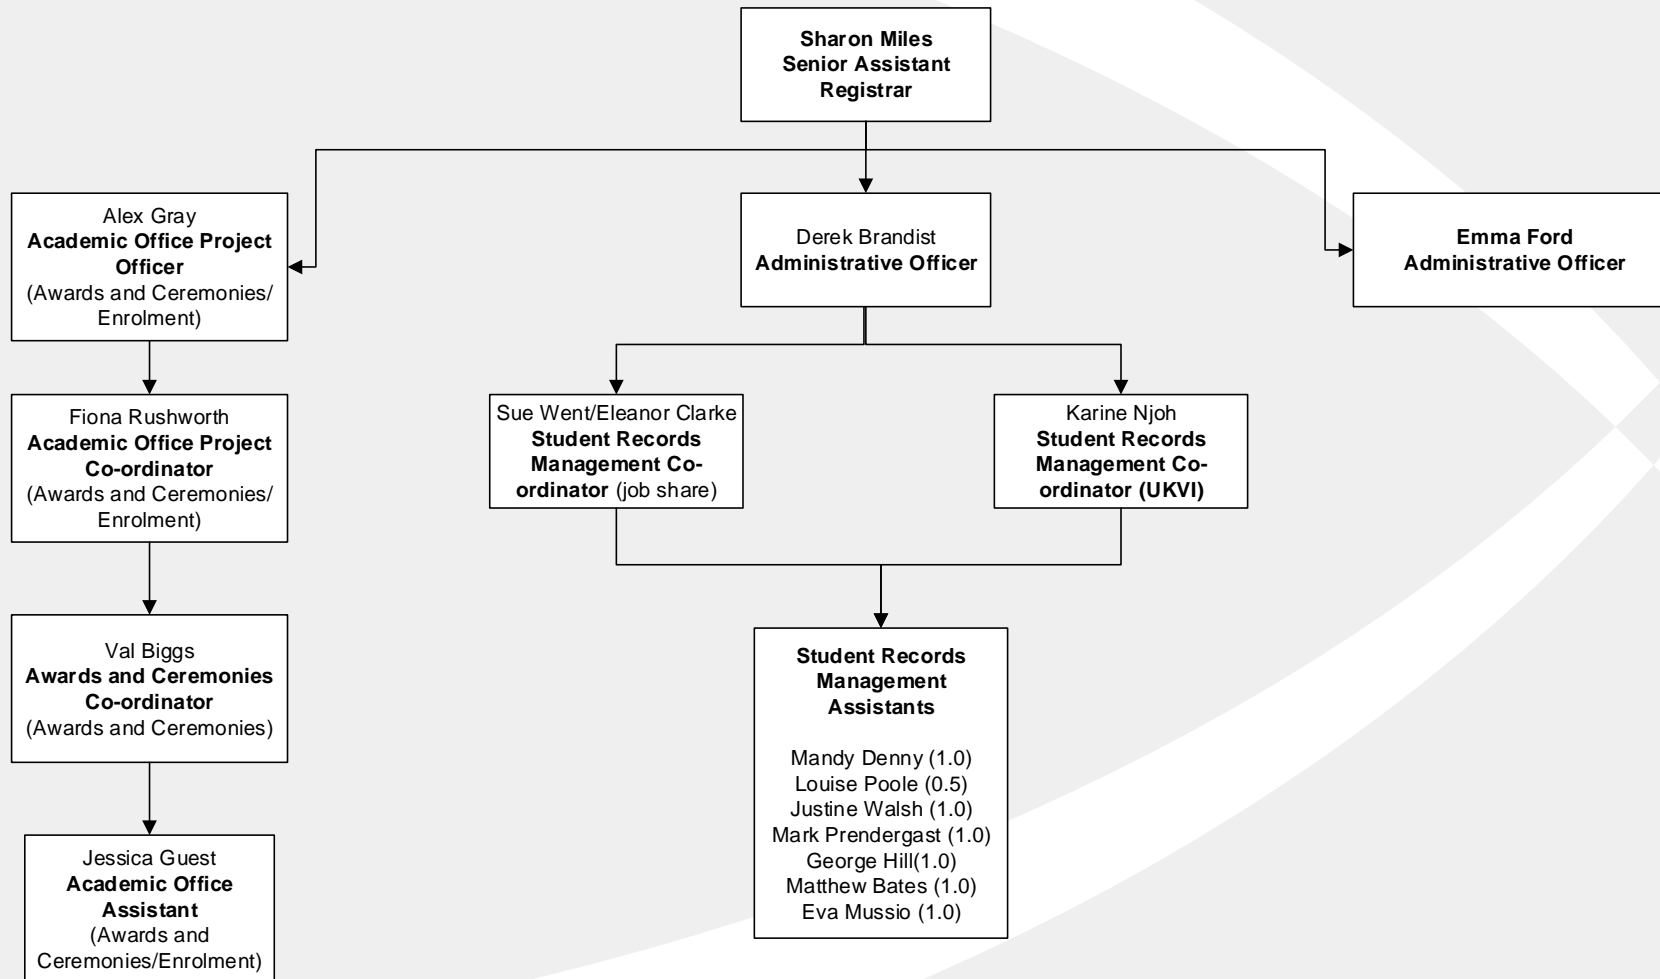 Sharon Miles
Senior Assistant
Registrar
Alex Gray
Academic Office Project
Officer
(Awards and Ceremonies/
Enrolment)
Derek Brandist
Administrative Officer
Emma Ford
Administrative Officer
Fiona Rushworth
Academic Office Project
Co-ordinator
(Awards and Ceremonies/
Enrolment)
Sue Went/Eleanor Clarke
Student Records
Management Co-
ordinator (job share)
Karine Njoh
Student Records
Management Co-
ordinator (UKVI)
Val Biggs
Awards and Ceremonies
Co-ordinator
(Awards and Ceremonies)
Student Records
Management
Assistants
Mandy Denny (1.0)
Louise Poole (0.5)
Justine Walsh (1.0)
Mark Prendergast (1.0)
George Hill(1.0)
Matthew Bates (1.0)
Eva Mussio (1.0)
Jessica Guest
Academic Office
Assistant
(Awards and
Ceremonies/Enrolment)